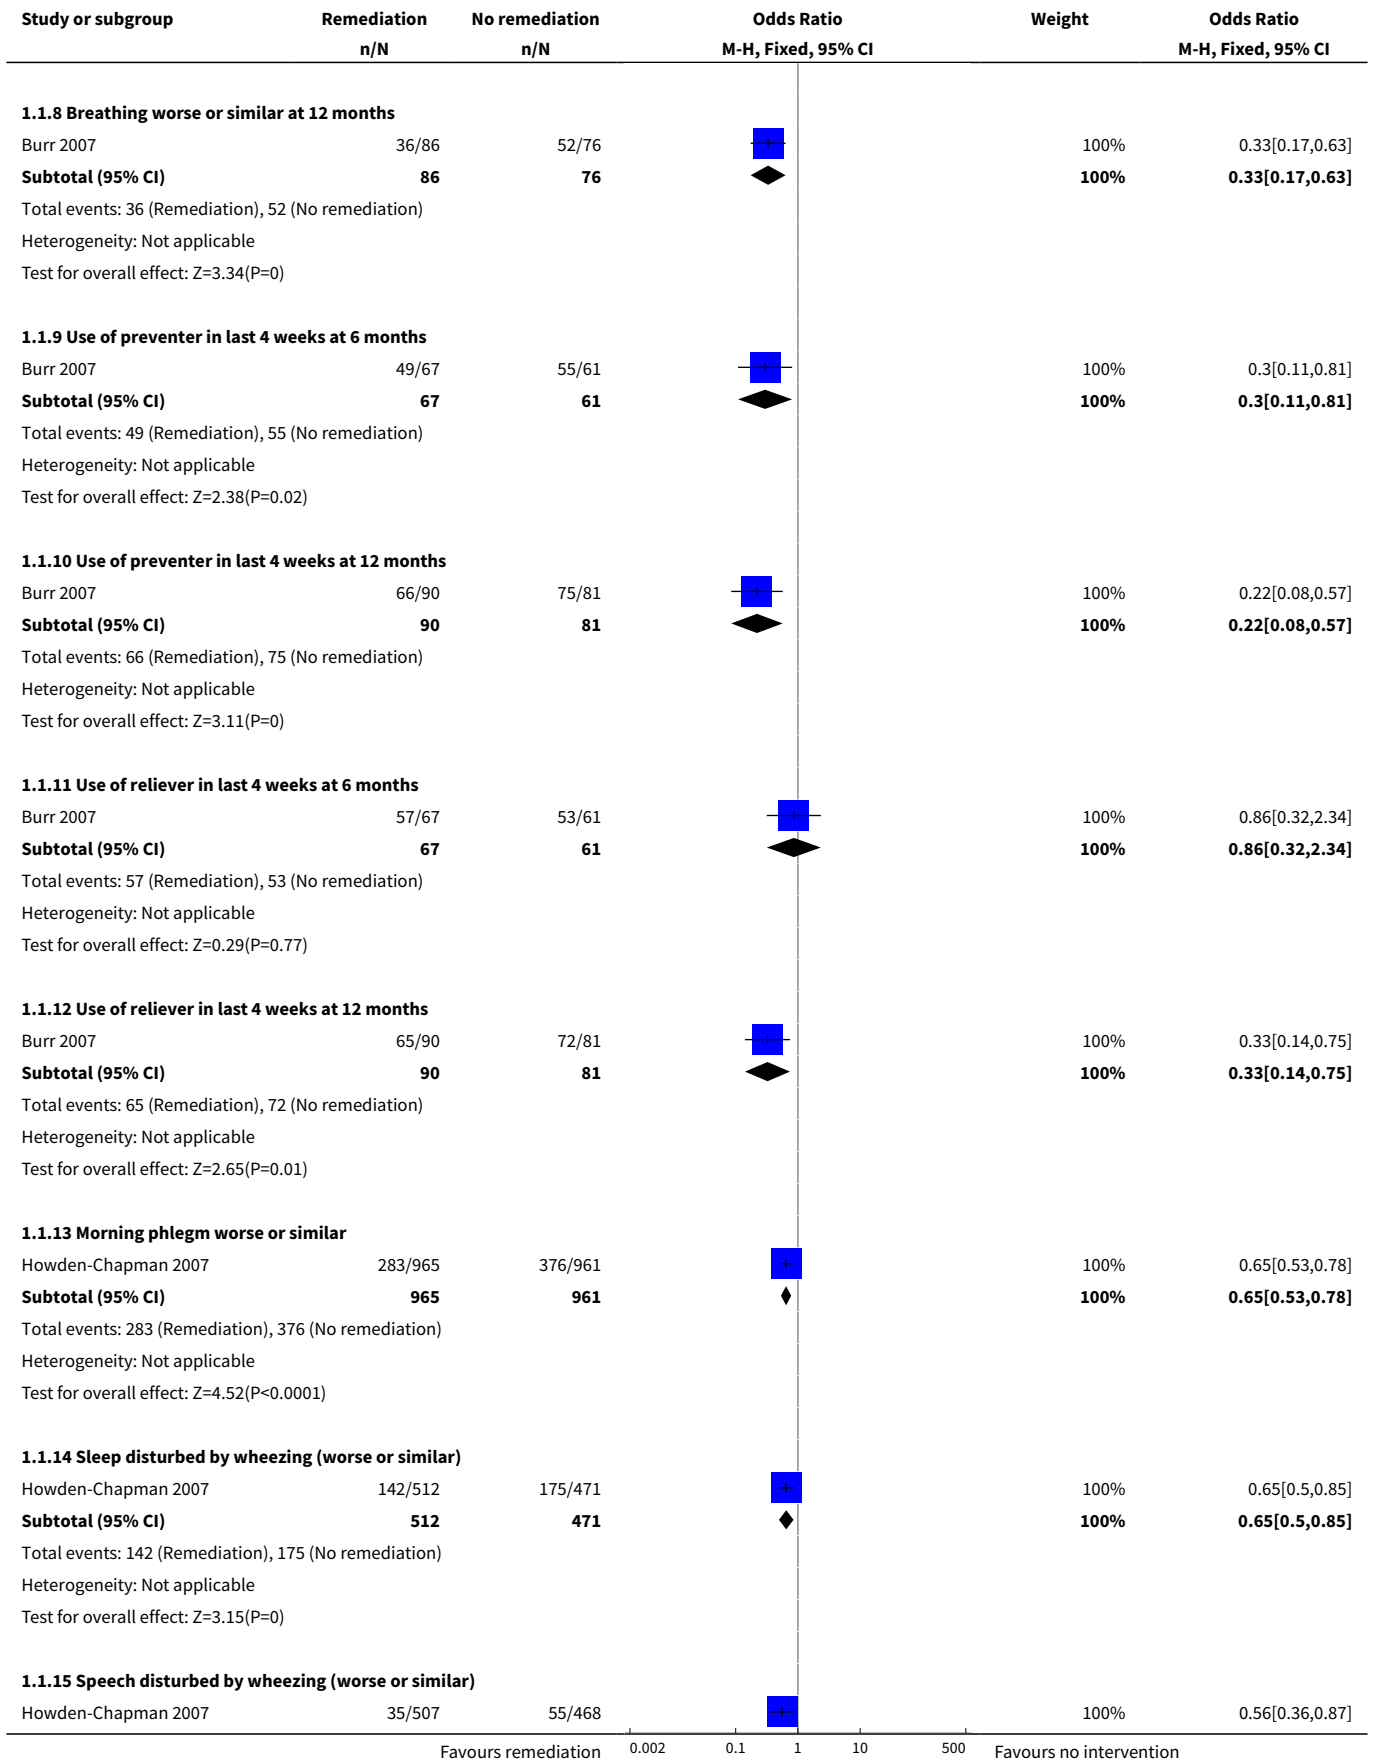 Study or subgroup Remediation No remediation Odds Ratio Weight Odds Ratio
n/N n/N M-H, Fixed, 95% CI M-H, Fixed, 95% CI
1.1.8 Breathing worse or similar at 12 months
Burr 2007 36/86 52/76 100% 0.33[0.17,0.63]
Subtotal (95% CI) 86 76 100% 0.33[0.17,0.63]
Total events: 36 (Remediation), 52 (No remediation)
Heterogeneity: Not applicable
Test for overall effect: Z=3.34(P=0)
1.1.9 Use of preventer in last 4 weeks at 6 months
Burr 2007 49/67 55/61 100% 0.3[0.11,0.81]
Subtotal (95% CI) 67 61 100% 0.3[0.11,0.81]
Total events: 49 (Remediation), 55 (No remediation)
Heterogeneity: Not applicable
Test for overall effect: Z=2.38(P=0.02)
1.1.10 Use of preventer in last 4 weeks at 12 months
Burr 2007 66/90 75/81 100% 0.22[0.08,0.57]
Subtotal (95% CI) 90 81 100% 0.22[0.08,0.57]
Total events: 66 (Remediation), 75 (No remediation)
Heterogeneity: Not applicable
Test for overall effect: Z=3.11(P=0)
1.1.11 Use of reliever in last 4 weeks at 6 months
Burr 2007 57/67 53/61 100% 0.86[0.32,2.34]
Subtotal (95% CI) 67 61 100% 0.86[0.32,2.34]
Total events: 57 (Remediation), 53 (No remediation)
Heterogeneity: Not applicable
Test for overall effect: Z=0.29(P=0.77)
1.1.12 Use of reliever in last 4 weeks at 12 months
Burr 2007 65/90 72/81 100% 0.33[0.14,0.75]
Subtotal (95% CI) 90 81 100% 0.33[0.14,0.75]
Total events: 65 (Remediation), 72 (No remediation)
Heterogeneity: Not applicable
Test for overall effect: Z=2.65(P=0.01)
1.1.13 Morning phlegm worse or similar
Howden-Chapman 2007 283/965 376/961 100% 0.65[0.53,0.78]
Subtotal (95% CI) 965 961 100% 0.65[0.53,0.78]
Total events: 283 (Remediation), 376 (No remediation)
Heterogeneity: Not applicable
Test for overall effect: Z=4.52(P<0.0001)
1.1.14 Sleep disturbed by wheezing (worse or similar)
Howden-Chapman 2007 142/512 175/471 100% 0.65[0.5,0.85]
Subtotal (95% CI) 512 471 100% 0.65[0.5,0.85]
Total events: 142 (Remediation), 175 (No remediation)
Heterogeneity: Not applicable
Test for overall effect: Z=3.15(P=0)
1.1.15 Speech disturbed by wheezing (worse or similar)
Howden-Chapman 2007 35/507 55/468 100% 0.56[0.36,0.87]
Favours remediation 0.002 0.1 1 10 500 Favours no intervention